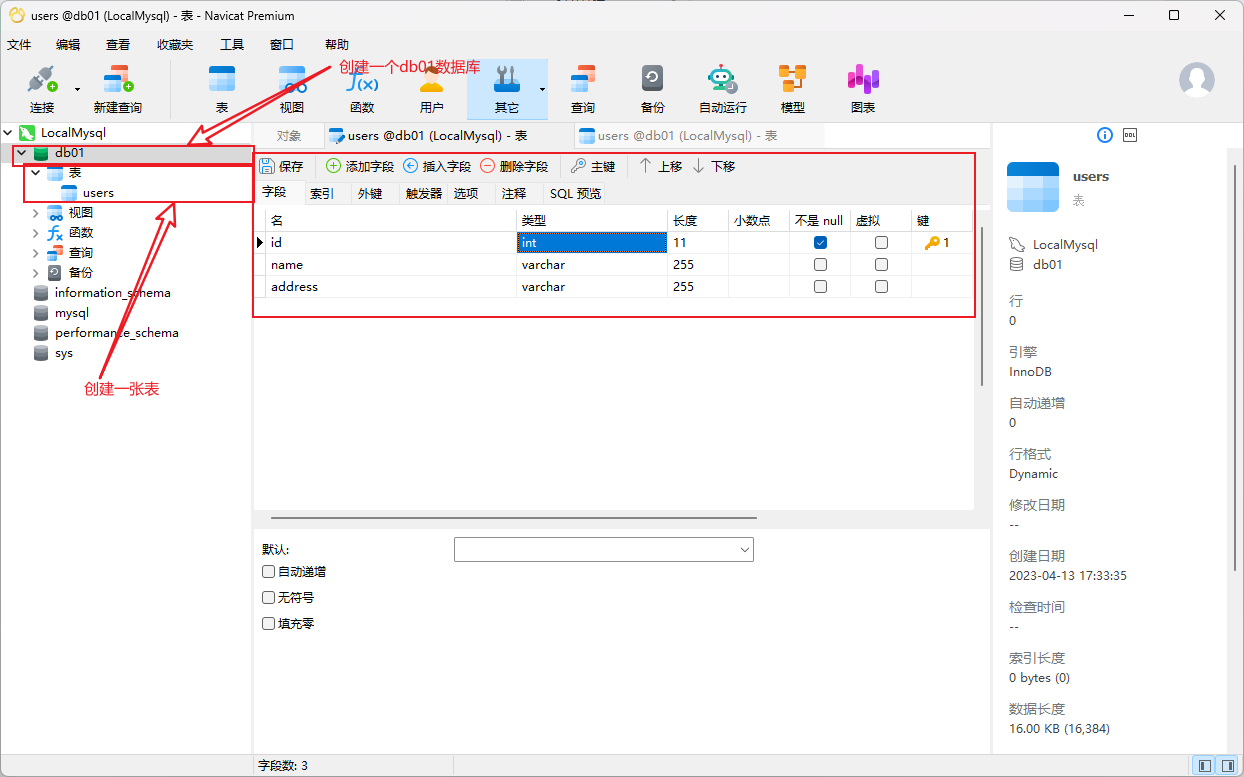 users @db01 (LocalMysql) - 表 - Navicat Premium
文件 编辑 查看 收藏夹 工具 窗口 帮助
创建一个db01数据库
连接 新建查询 表 视图 函数 用户 其它 查询 备份 自动运行 模型 图表
f(x)
LocalMysql
db01
表
users
视图
函数
查询
备份
information_schema
mysql
performance_schema
sys
创建一张表
对象 users @db01 (LocalMysql) - 表 users @db01 (LocalMysql) - 表
保存 添加字段 插入字段 删除字段 主键 上移 下移
字段 索引 外键 触发器 选项 注释 SQL 预览
名 类型 长度 小数点 不是 null 虚拟 键
id int 11 1
name varchar 255
address varchar 255
默认:
自动递增
无符号
填充零
DDL
users
表
LocalMysql
db01
行
0
引擎
InnoDB
自动递增
0
行格式
Dynamic
修改日期
--
创建日期
2023-04-13 17:33:35
检查时间
--
索引长度
0 bytes (0)
数据长度
16.00 KB (16,384)
字段数: 3